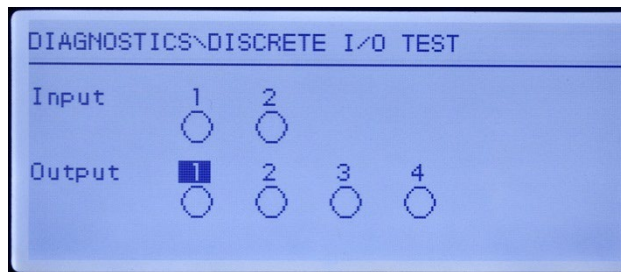 DIAGNOSTICS\DISCRETE I/O TEST
Input 1 2
Output 1 2 3 4